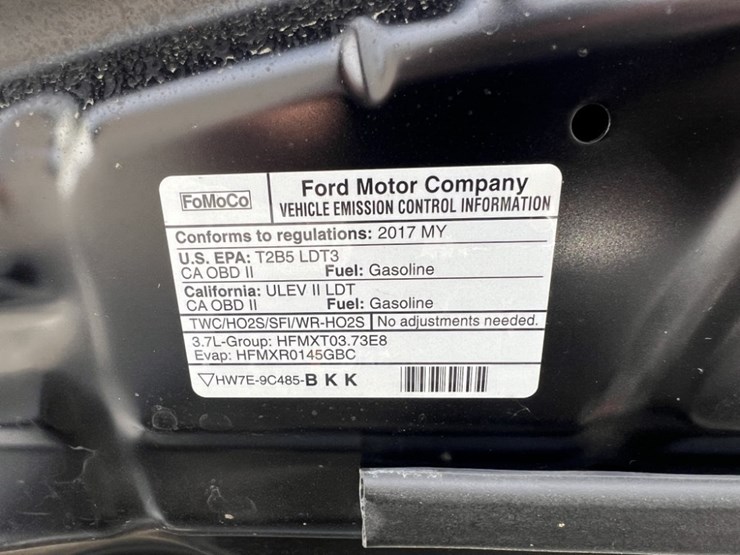 FoMoCo
Ford Motor Company
VEHICLE EMISSION CONTROL INFORMATION
Conforms to regulations: 2017 MY
U.S. EPA: T2B5 LDT3
CA OBD II Fuel: Gasoline
California: ULEV II LDT
CA OBD II Fuel: Gasoline
TWC/HO2S/SFI/WR-HO2S No adjustments needed.
3.7L-Group: HFMXT03.73E8
Evap: HFMXR0145GBC
HW7E-9C485-B K K